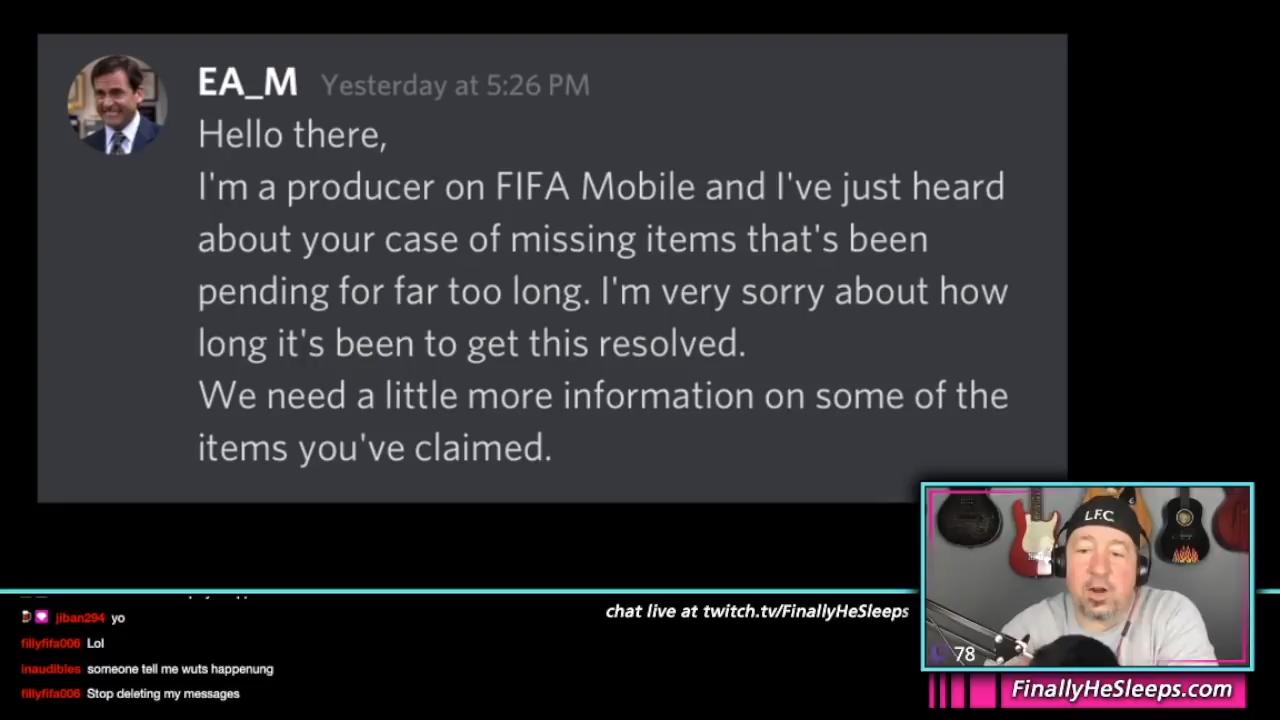 EA_M Yesterday at 5:26 PM
Hello there,
I'm a producer on FIFA Mobile and I've just heard
about your case of missing items that's been
pending for far too long. I'm very sorry about how
long it's been to get this resolved.
We need a little more information on some of the
items you've claimed.
L.F.C.
78
chat live at twitch.tv/FinallyHeSleeps
jiban294 yo
fillyfifa006 Lol
inaudibles someone tell me wuts happenung
fillyfifa006 Stop deleting my messages
FinallyHeSleeps.com